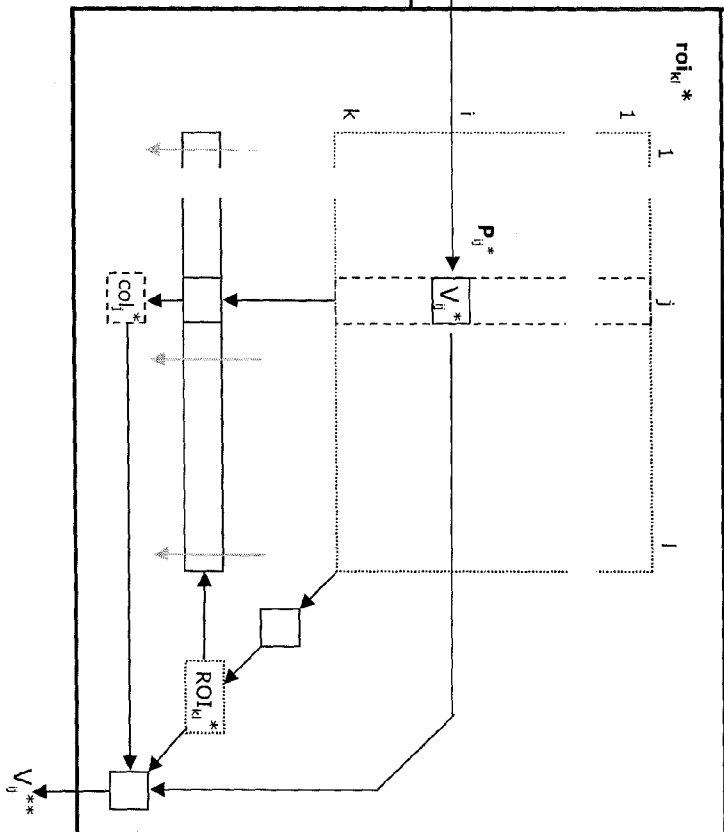 roi_kl*
1
j
l
1
i
k
P_ij*
V_ij*
col_j*
ROI_kl*
V_ij**